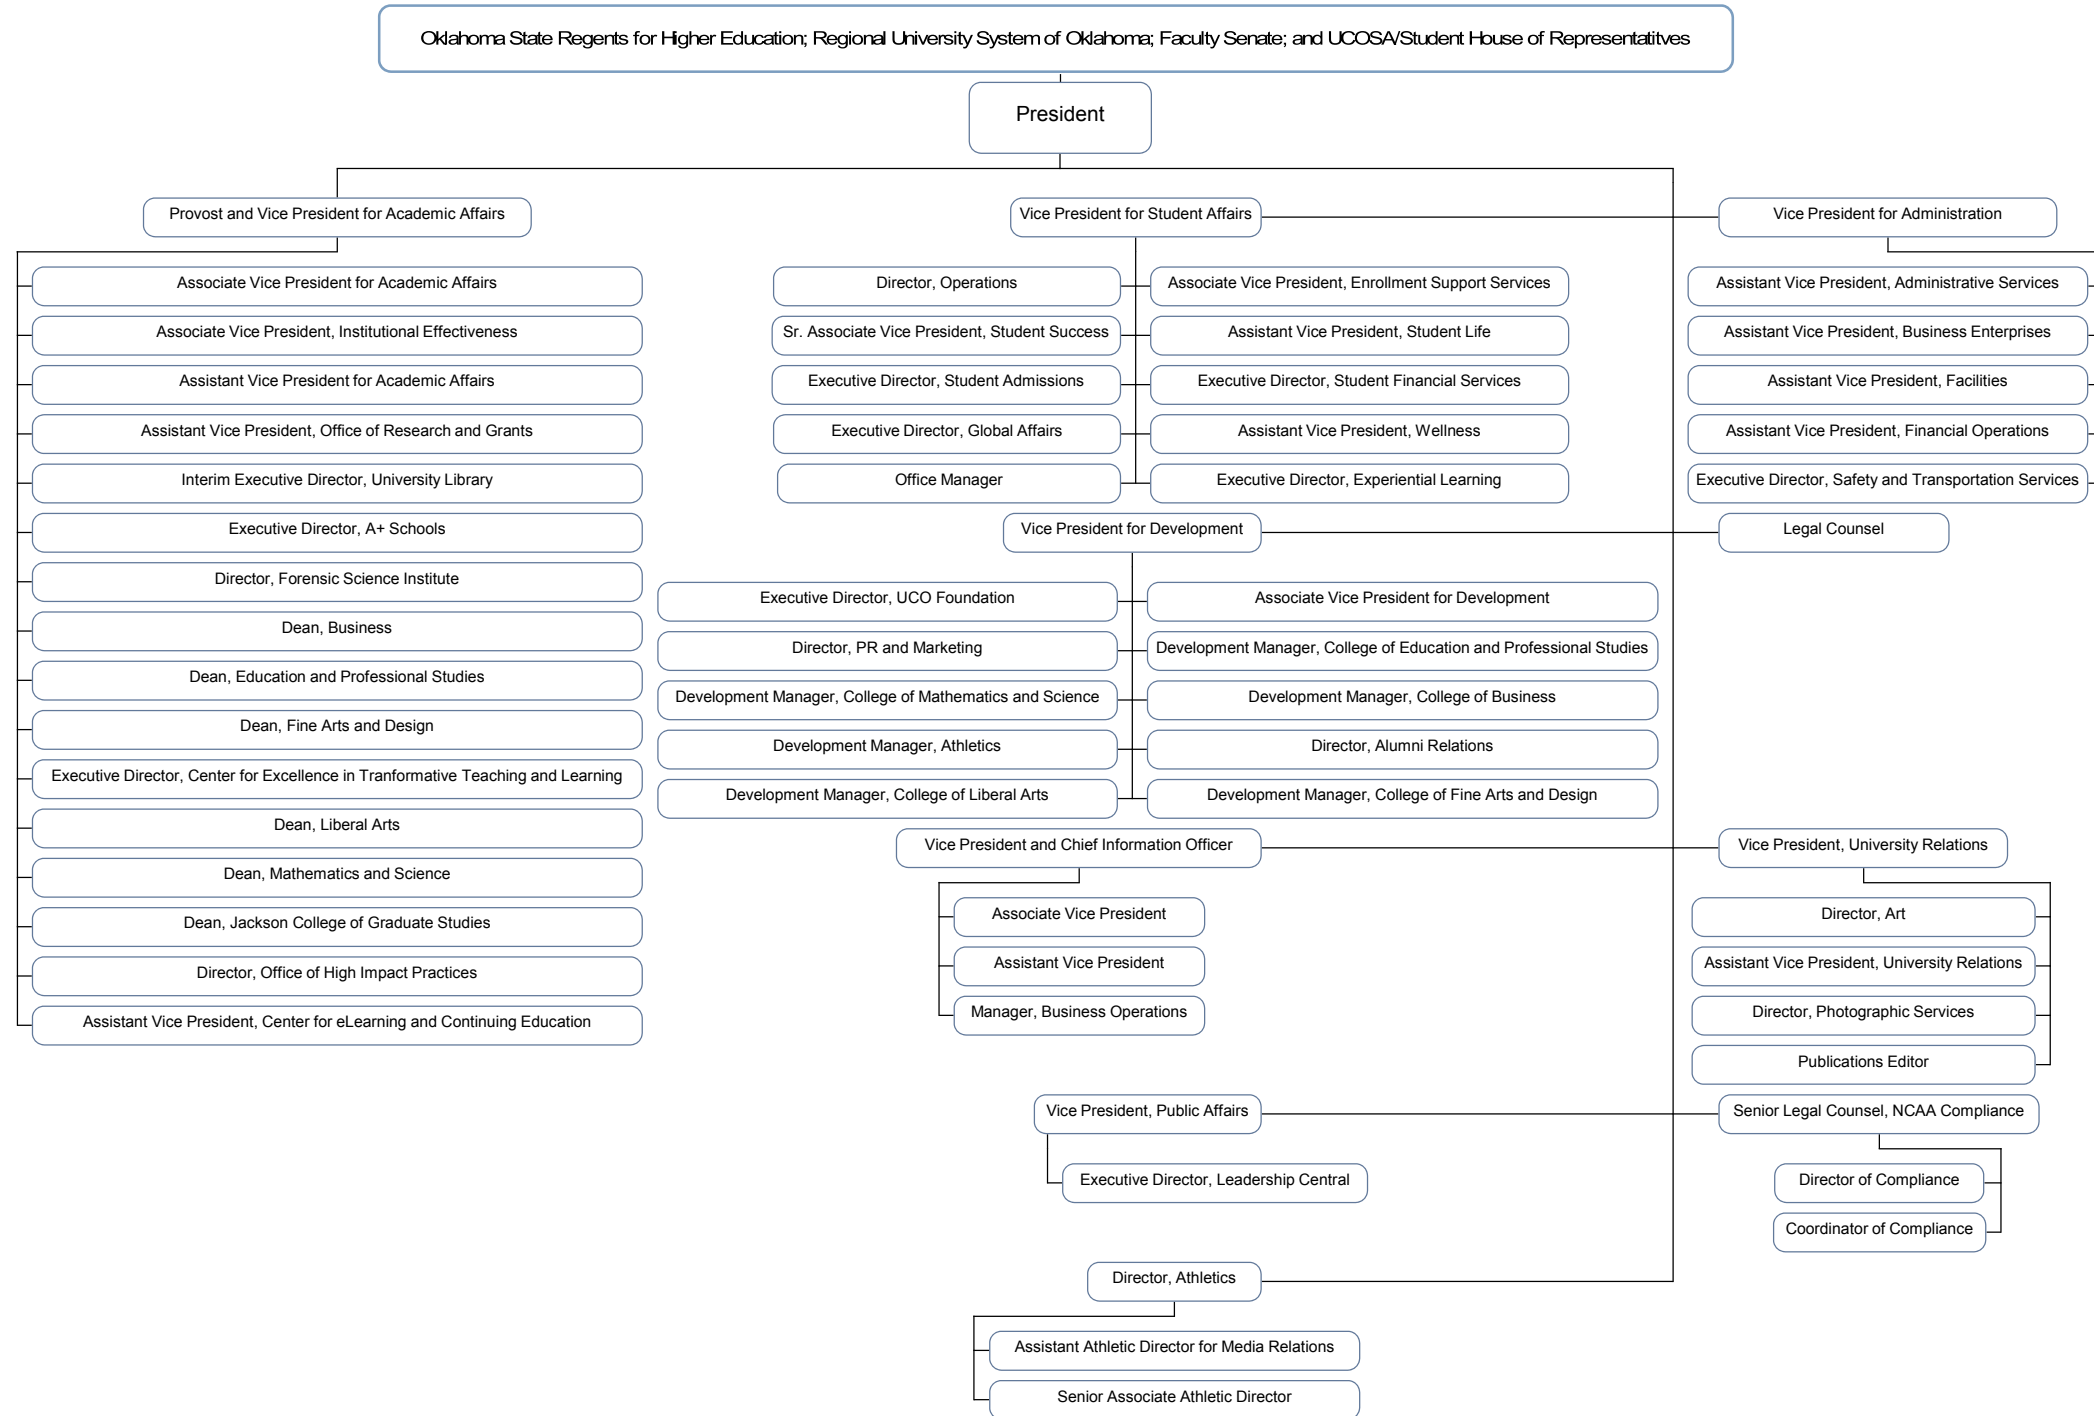 Oklahoma State Regents for Higher Education; Regional University System of Oklahoma; Faculty Senate; and UCOSA/Student House of Representatitves
President
Provost and Vice President for Academic Affairs
Associate Vice President for Academic Affairs
Associate Vice President, Institutional Effectiveness
Assistant Vice President for Academic Affairs
Assistant Vice President, Office of Research and Grants
Interim Executive Director, University Library
Executive Director, A+ Schools
Director, Forensic Science Institute
Dean, Business
Dean, Education and Professional Studies
Dean, Fine Arts and Design
Executive Director, Center for Excellence in Tranformative Teaching and Learning
Dean, Liberal Arts
Dean, Mathematics and Science
Dean, Jackson College of Graduate Studies
Director, Office of High Impact Practices
Assistant Vice President, Center for eLearning and Continuing Education
Vice President for Student Affairs
Director, Operations
Associate Vice President, Enrollment Support Services
Sr. Associate Vice President, Student Success
Assistant Vice President, Student Life
Executive Director, Student Admissions
Executive Director, Student Financial Services
Executive Director, Global Affairs
Assistant Vice President, Wellness
Office Manager
Executive Director, Experiential Learning
Vice President for Administration
Assistant Vice President, Administrative Services
Assistant Vice President, Business Enterprises
Assistant Vice President, Facilities
Assistant Vice President, Financial Operations
Executive Director, Safety and Transportation Services
Vice President for Development
Executive Director, UCO Foundation
Associate Vice President for Development
Director, PR and Marketing
Development Manager, College of Education and Professional Studies
Development Manager, College of Mathematics and Science
Development Manager, College of Business
Development Manager, Athletics
Director, Alumni Relations
Development Manager, College of Liberal Arts
Development Manager, College of Fine Arts and Design
Legal Counsel
Vice President and Chief Information Officer
Associate Vice President
Assistant Vice President
Manager, Business Operations
Vice President, University Relations
Director, Art
Assistant Vice President, University Relations
Director, Photographic Services
Publications Editor
Vice President, Public Affairs
Executive Director, Leadership Central
Senior Legal Counsel, NCAA Compliance
Director of Compliance
Coordinator of Compliance
Director, Athletics
Assistant Athletic Director for Media Relations
Senior Associate Athletic Director